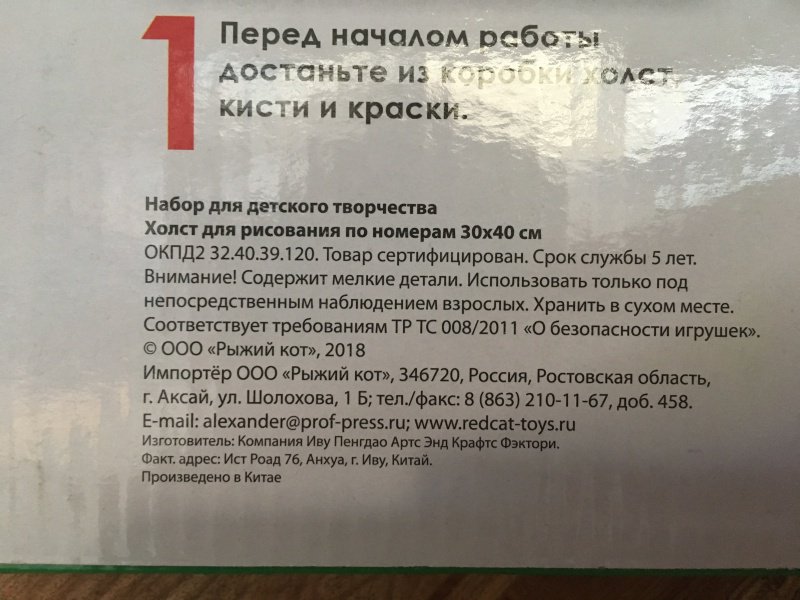 1
Перед началом работы
достаньте из коробки холст,
кисти и краски.
Набор для детского творчества
Холст для рисования по номерам 30х40 см
ОКПД2 32.40.39.120. Товар сертифицирован. Срок службы 5 лет.
Внимание! Содержит мелкие детали. Использовать только под
непосредственным наблюдением взрослых. Хранить в сухом месте.
Соответствует требованиям ТР ТС 008/2011 «О безопасности игрушек».
© ООО «Рыжий кот», 2018
Импортёр ООО «Рыжий кот», 346720, Россия, Ростовская область,
г. Аксай, ул. Шолохова, 1 Б; тел./факс: 8 (863) 210-11-67, доб. 458.
E-mail: alexander@prof-press.ru; www.redcat-toys.ru
Изготовитель: Компания Иву Пенгдао Артс Энд Крафтс Фэктори.
Факт. адрес: Ист Роад 76, Анхуа, г. Иву, Китай.
Произведено в Китае